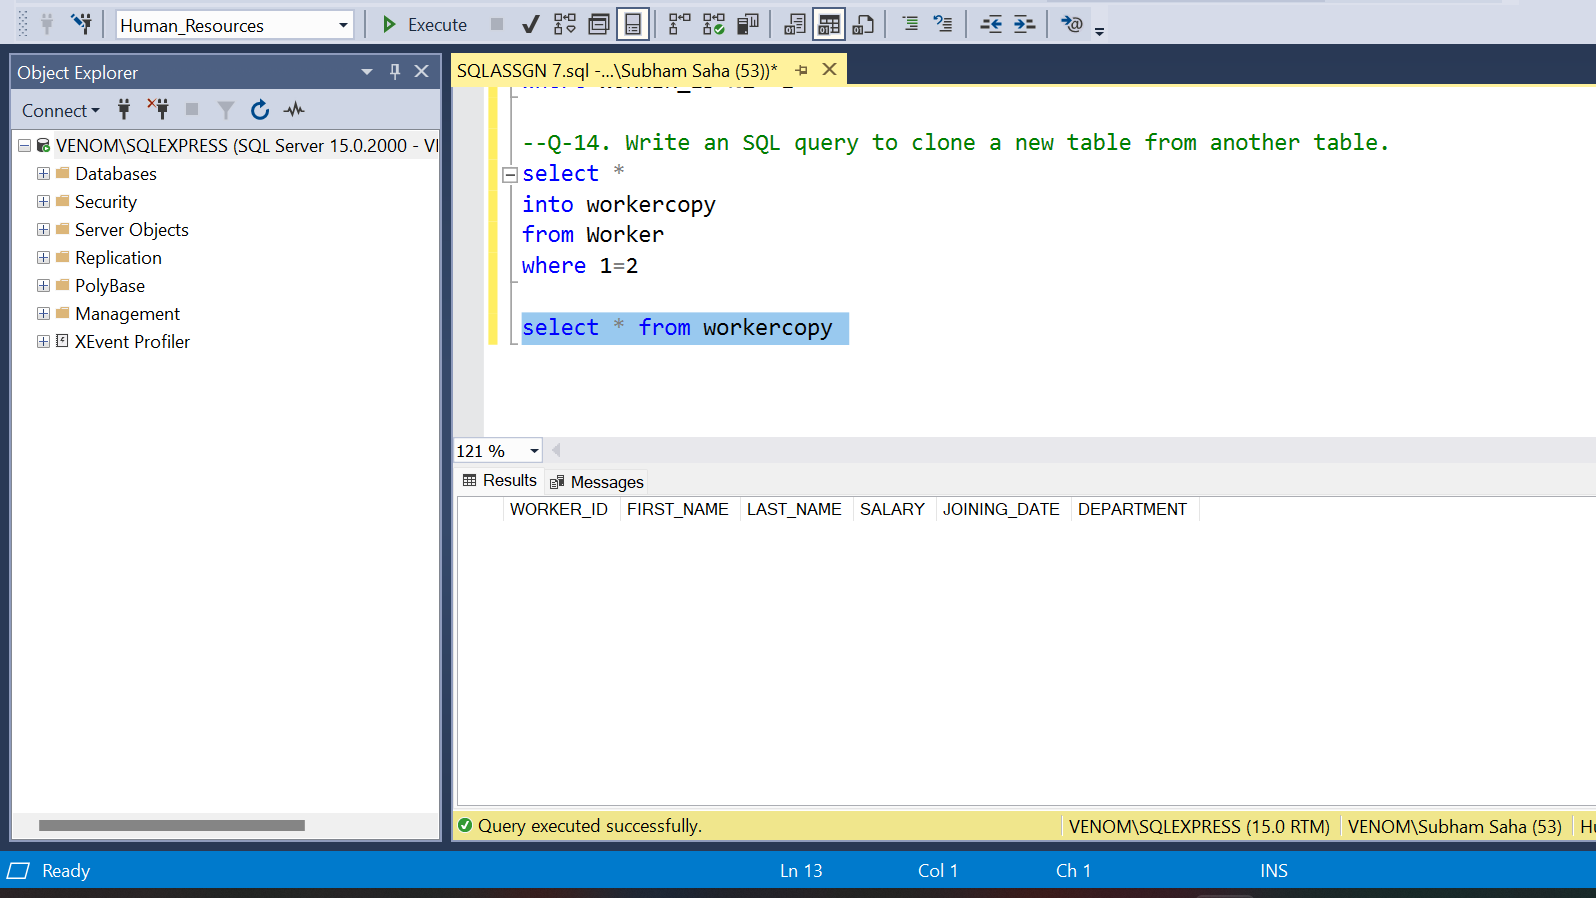 Human_Resources
Execute
Object Explorer
Connect
VENOM\SQLEXPRESS (SQL Server 15.0.2000 - VI
Databases
Security
Server Objects
Replication
PolyBase
Management
XEvent Profiler
SQLASSGN 7.sql -...\Subham Saha (53))*
--Q-14. Write an SQL query to clone a new table from another table.
select *
into workercopy
from Worker
where 1=2
select * from workercopy
121 %
Results Messages
WORKER_ID FIRST_NAME LAST_NAME SALARY JOINING_DATE DEPARTMENT
Query executed successfully. VENOM\SQLEXPRESS (15.0 RTM) VENOM\Subham Saha (53)
Ready Ln 13 Col 1 Ch 1 INS